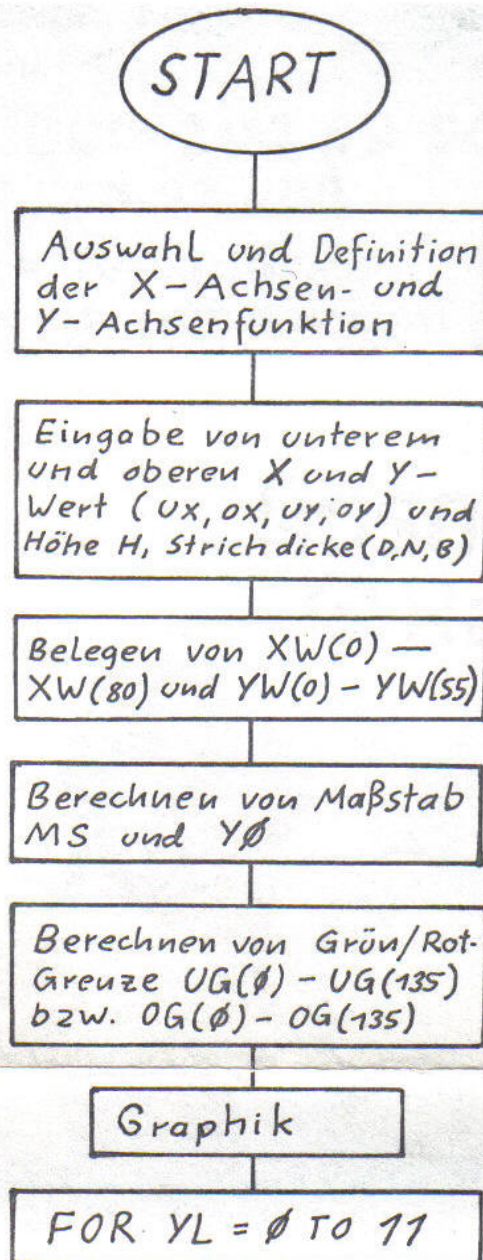 START
Auswahl und Definition
der X-Achsen- und
Y-Achsenfunktion
Eingabe von unterem
und oberen X und Y-
Wert (UX, OX, UY, OY) und
Höhe H, Strichdicke (D,N,B)
Belegen von XW(0) —
XW(80) und YW(0) - YW(55)
Berechnen von Maßstab
MS und YØ
Berechnen von Grün/Rot-
Greuze UG(Ø) - UG(135)
bzw. OG(Ø) - OG(135)
Graphik
FOR YL = Ø TO 11